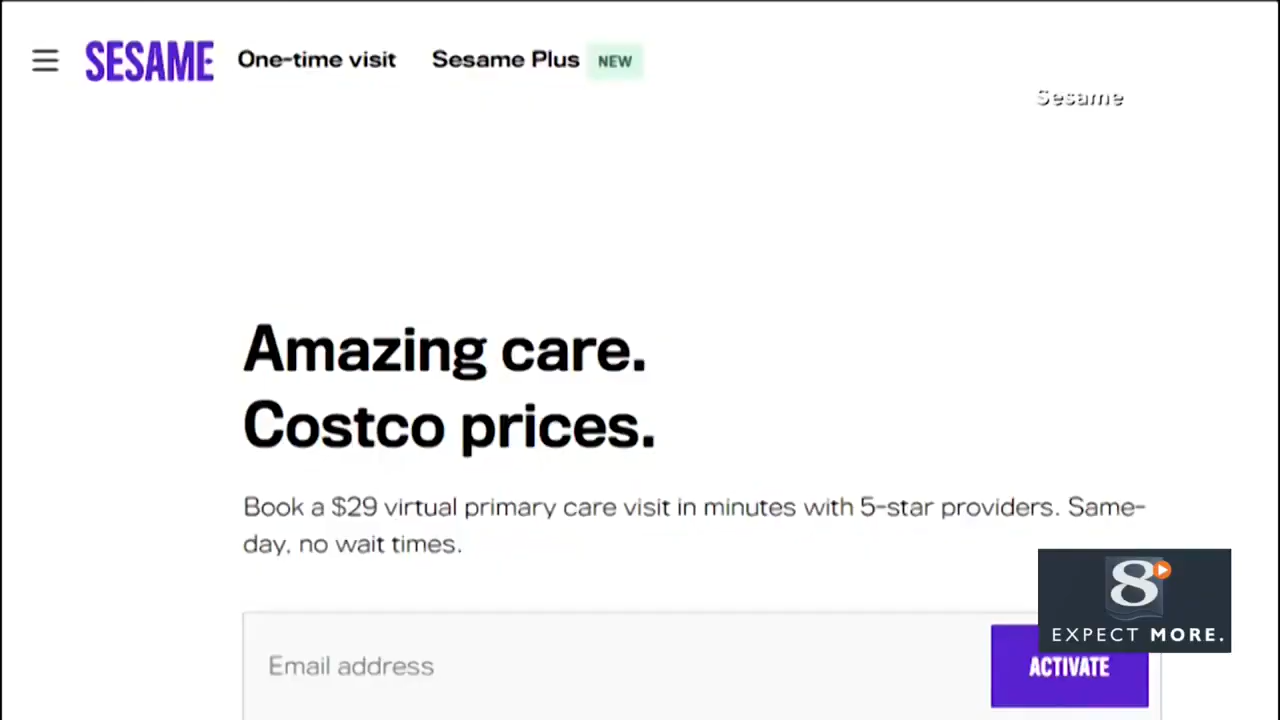 SESAME One-time visit Sesame Plus NEW
Sesame
Amazing care.
Costco prices.
Book a $29 virtual primary care visit in minutes with 5-star providers. Same-
day, no wait times.
8
EXPECT MORE.
Email address
ACTIVATE